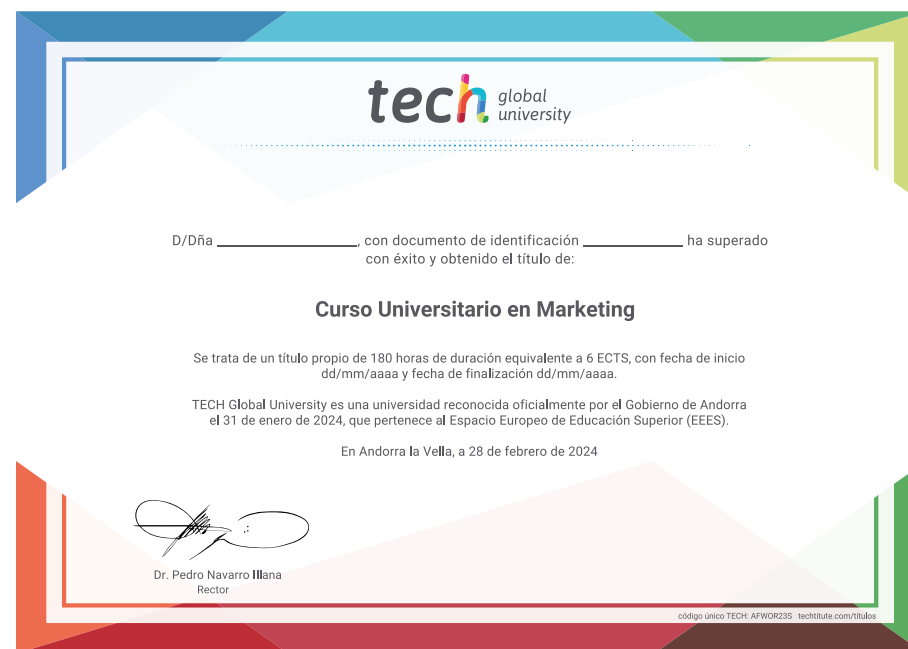 tech global university
D/Dña ________________, con documento de identificación ____________ ha superado
con éxito y obtenido el título de:
Curso Universitario en Marketing
Se trata de un título propio de 180 horas de duración equivalente a 6 ECTS, con fecha de inicio
dd/mm/aaaa y fecha de finalización dd/mm/aaaa.
TECH Global University es una universidad reconocida oficialmente por el Gobierno de Andorra
el 31 de enero de 2024, que pertenece al Espacio Europeo de Educación Superior (EEES).
En Andorra la Vella, a 28 de febrero de 2024
Dr. Pedro Navarro Illana
Rector
código único TECH: AFWOR23S techtitute.com/titulos